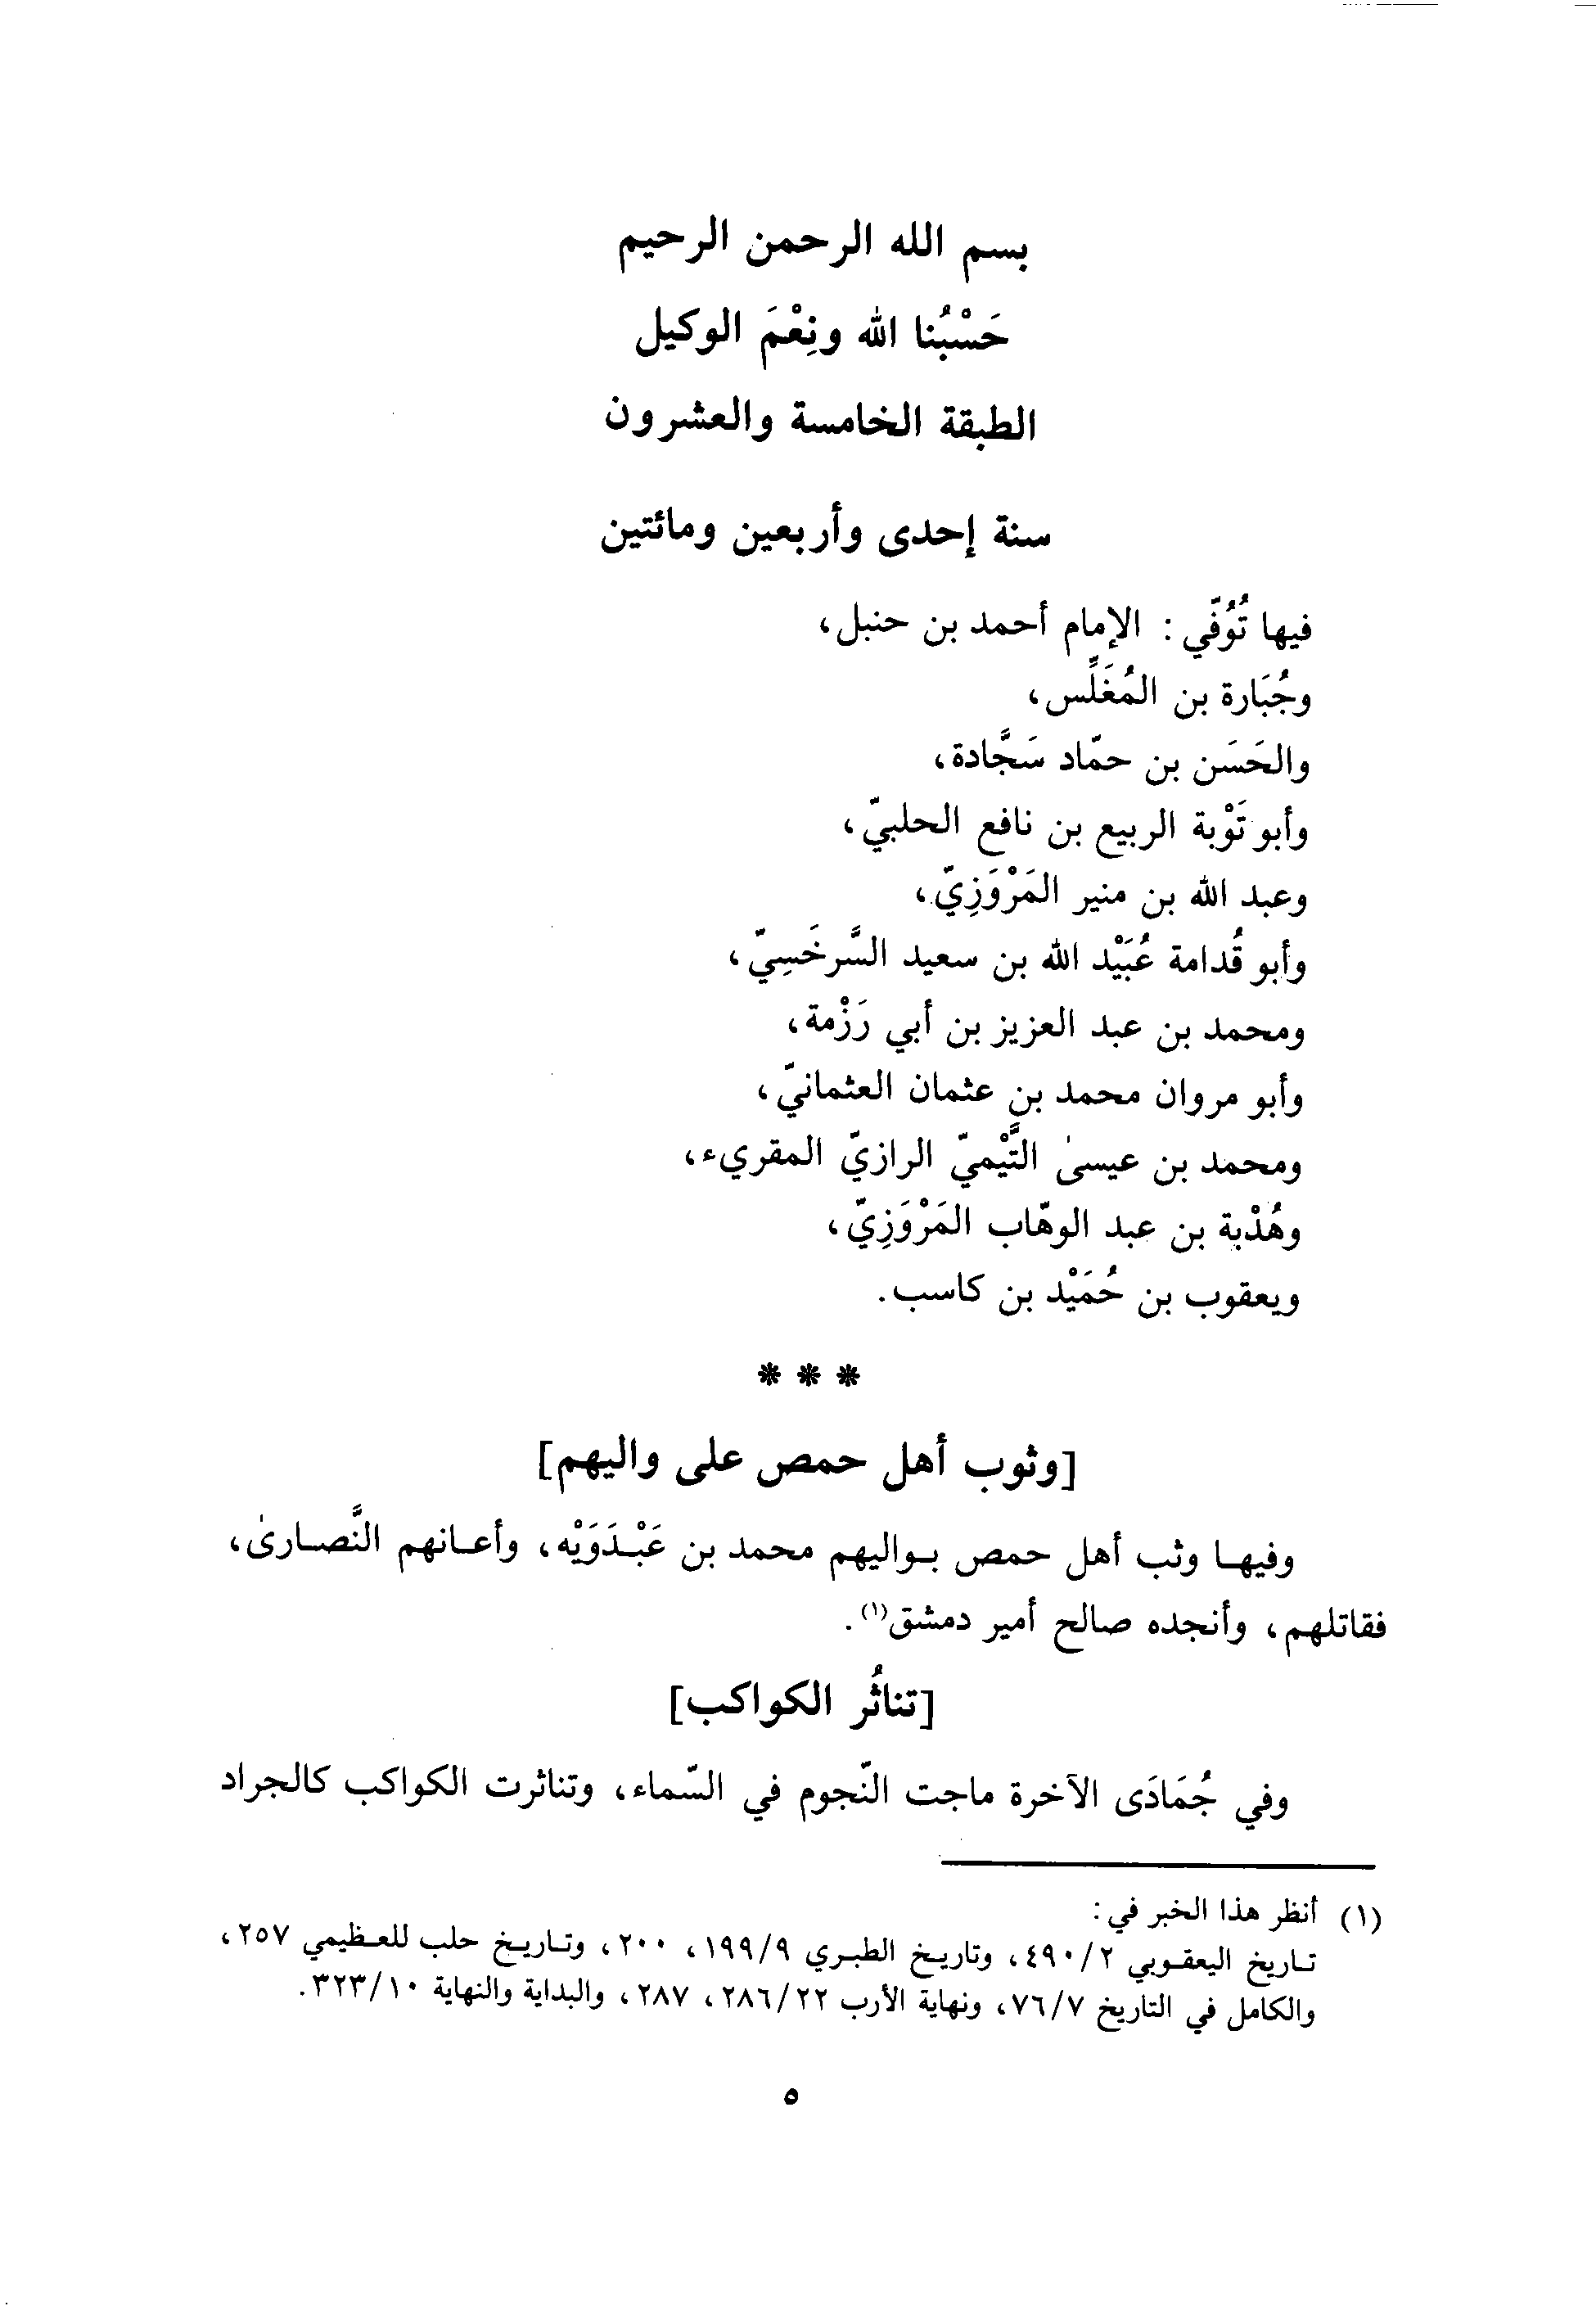 بسم الله الرحمن الرحيم
حَسْبُنا الله ونِعْمَ الوكيل
الطبقة الخامسة والعشرون
سنة إحدى وأربعين ومائتين
فيها تُوُفّي: الإمام أحمد بن حنبل،
وجُبَارة بن المُغَلِّس،
والحَسَن بن حمّاد سَجَّادة،
وأبو تَوْبة الربيع بن نافع الحلبيّ،
وعبد الله بن منير المَرْوَزِيّ،
وأبو قُدامة عُبَيْد الله بن سعيد السَّرخَسِيّ،
ومحمد بن عبد العزيز بن أبي رَزْمة،
وأبو مروان محمد بن عثمان العثمانيّ،
ومحمد بن عيسىٰ التَّيْميّ الرازيّ المقريء،
وهُدْبة بن عبد الوهّاب المَرْوَزِيّ،
ويعقوب بن حُمَيْد بن كاسب.
* * *
[وثوب أهل حمص على واليهم]
وفيها وثب أهل حمص بواليهم محمد بن عَبْدَوَيْه، وأعانهم النَّصارىٰ،
فقاتلهم، وأنجده صالح أمير دمشق(١).
[تناثُر الكواكب]
وفي جُمَادَى الآخرة ماجت النّجوم في السّماء، وتناثرت الكواكب كالجراد
(١) أنظر هذا الخبر في:
تاريخ اليعقوبي ٢/ ٤٩٠، وتاريخ الطبري ٩/ ١٩٩، ٢٠٠، وتاريخ حلب للعظيمي ٢٥٧،
والكامل في التاريخ ٧/ ٧٦، ونهاية الأرب ٢٢/ ٢٨٦، ٢٨٧، والبداية والنهاية ١٠/ ٣٢٣.
٥